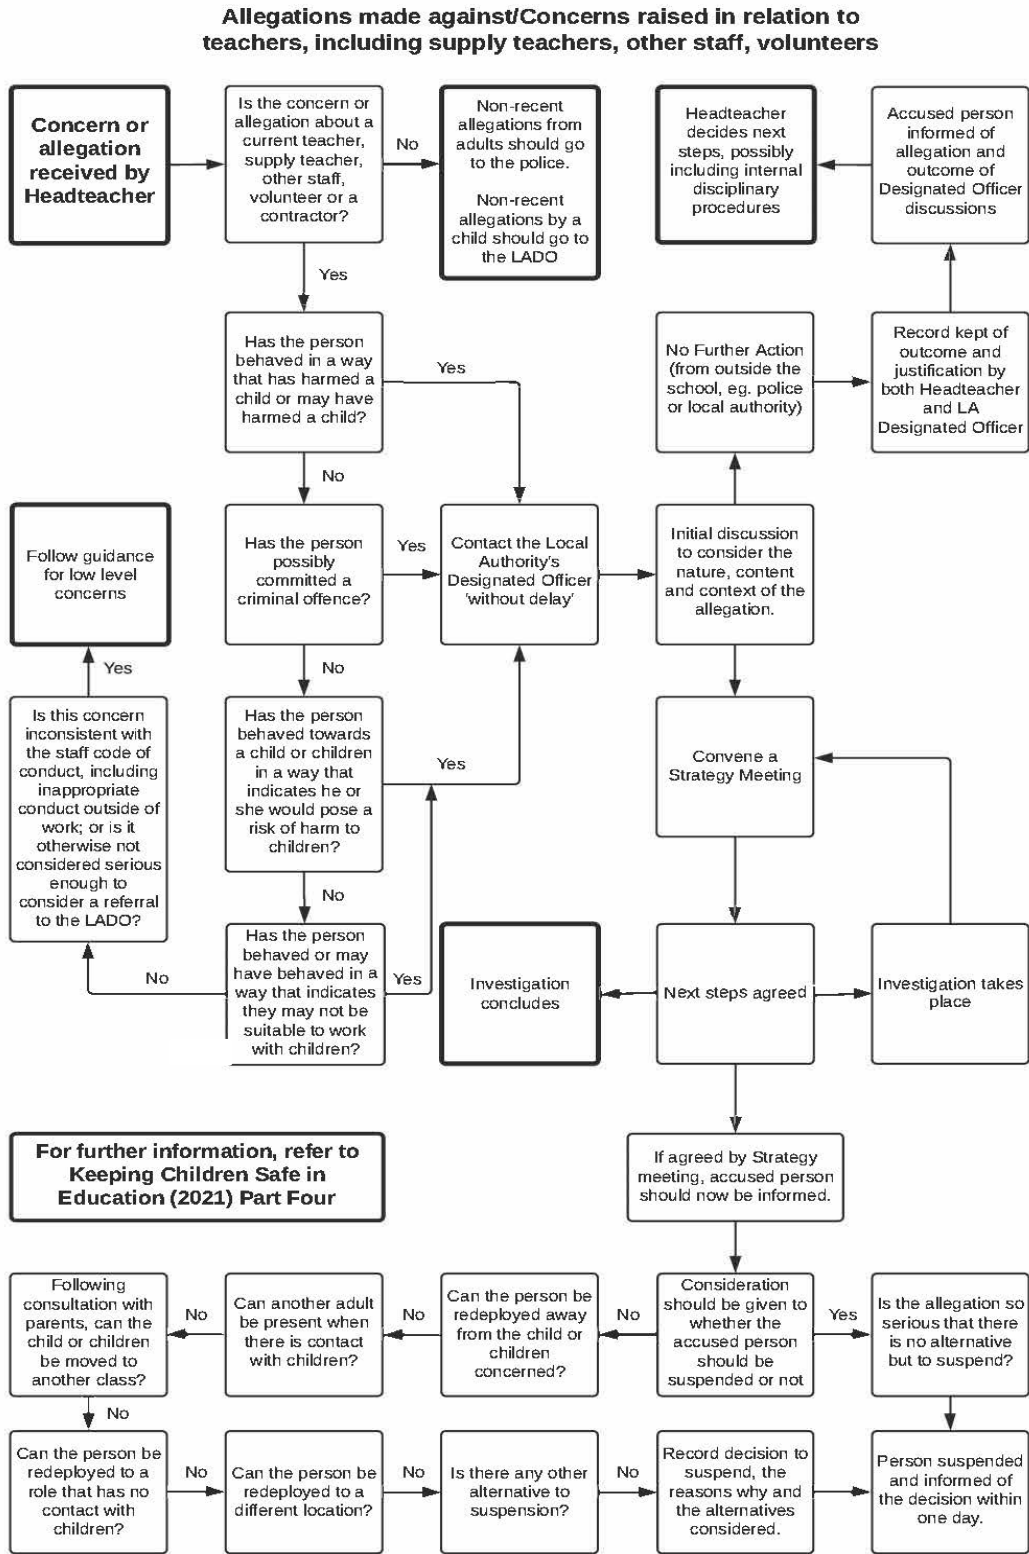 Allegations made against/Concerns raised in relation to
teachers, including supply teachers, other staff, volunteers
Concern or
allegation
received by
Headteacher
Is the concern or
allegation about a
current teacher,
supply teacher,
other staff,
volunteer or a
contractor?
No
Non-recent
allegations from
adults should go
to the police.
Non-recent
allegations by a
child should go to
the LADO
Headteacher
decides next
steps, possibly
including internal
disciplinary
procedures
Accused person
informed of
allegation and
outcome of
Designated Officer
discussions
Yes
Has the person
behaved in a way
that has harmed a
child or may have
harmed a child?
Yes
No Further Action
(from outside the
school, eg. police
or local authority)
Record kept of
outcome and
justification by
both Headteacher
and LA
Designated Officer
No
Follow guidance
for low level
concerns
Has the person
possibly
committed a
criminal offence?
Yes
Contact the Local
Authority's
Designated Officer
'without delay'
Initial discussion
to consider the
nature, content
and context of the
allegation.
Yes
No
Is this concern
inconsistent with
the staff code of
conduct, including
inappropriate
conduct outside of
work; or is it
otherwise not
considered serious
enough to
consider a referral
to the LADO?
Has the person
behaved towards
a child or children
in a way that
indicates he or
she would pose a
risk of harm to
children?
Yes
Convene a
Strategy Meeting
No
No
Has the person
behaved or may
have behaved in a
way that indicates
they may not be
suitable to work
with children?
Yes
Investigation
concludes
Next steps agreed
Investigation takes
place
For further information, refer to
Keeping Children Safe in
Education (2021) Part Four
If agreed by Strategy
meeting, accused person
should now be informed.
Following
consultation with
parents, can the
child or children
be moved to
another class?
No
Can another adult
be present when
there is contact
with children?
No
Can the person be
redeployed away
from the child or
children
concerned?
No
Consideration
should be given to
whether the
accused person
should be
suspended or not
Yes
Is the allegation so
serious that there
is no alternative
but to suspend?
No
Can the person be
redeployed to a
role that has no
contact with
children?
No
Can the person be
redeployed to a
different location?
No
Is there any other
alternative to
suspension?
No
Record decision to
suspend, the
reasons why and
the alternatives
considered.
Person suspended
and informed of
the decision within
one day.